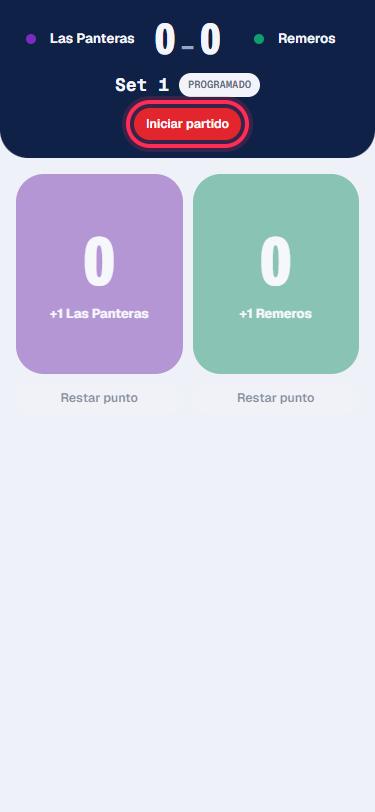 Las Panteras 0 – 0 Remeros
Set 1 PROGRAMADO
Iniciar partido
0 0
+1 Las Panteras +1 Remeros
Restar punto Restar punto